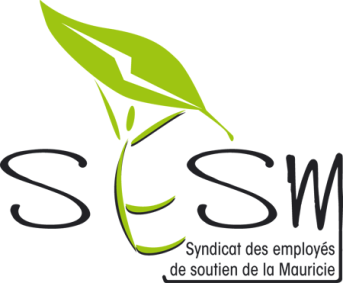 SESM
Syndicat des employés
de soutien de la Mauricie